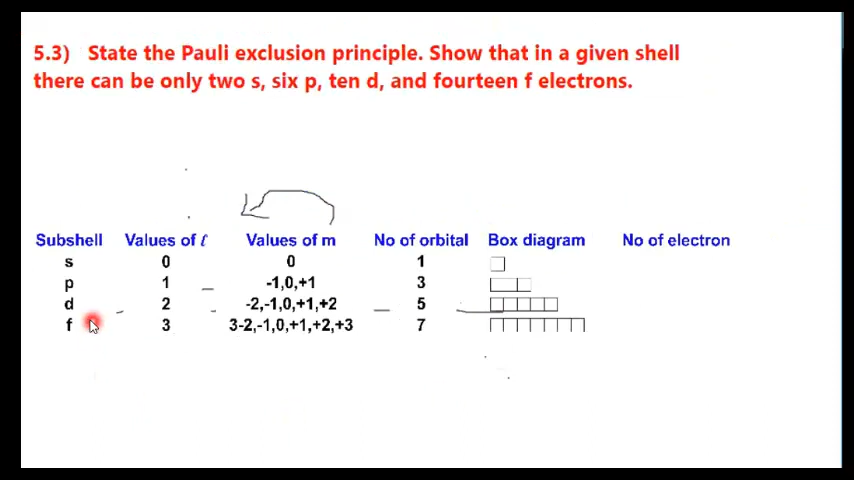 5.3) State the Pauli exclusion principle. Show that in a given shell
there can be only two s, six p, ten d, and fourteen f electrons.
Subshell Values of ℓ Values of m No of orbital Box diagram No of electron
s 0 0 1
p 1 -1,0,+1 3
d 2 -2,-1,0,+1,+2 5
f 3 3-2,-1,0,+1,+2,+3 7